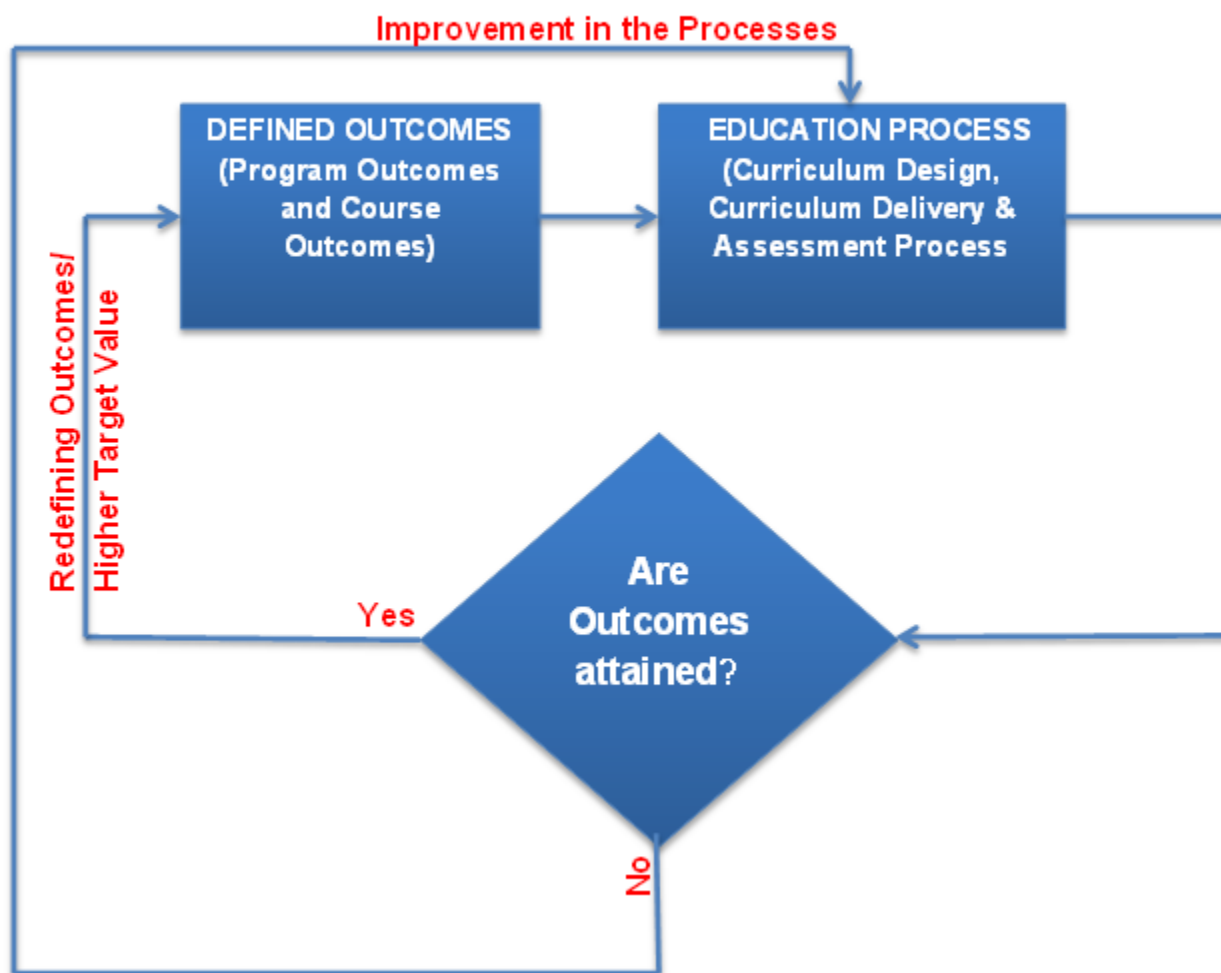 Improvement in the Processes
DEFINED OUTCOMES
(Program Outcomes
and Course
Outcomes)
EDUCATION PROCESS
(Curriculum Design,
Curriculum Delivery &
Assessment Process
Redefining Outcomes/
Higher Target Value
Are
Outcomes
attained?
Yes
No